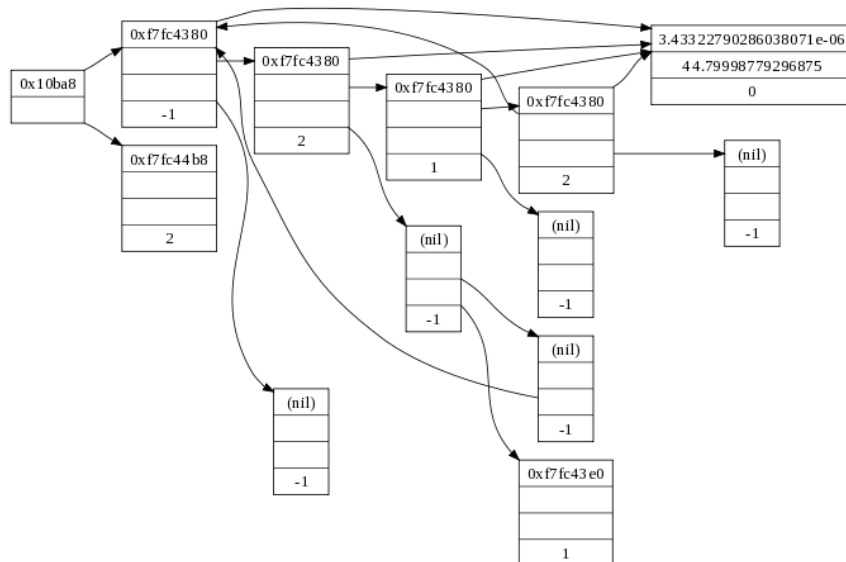 0x10ba8
0xf7fc4380
-1
0xf7fc44b8
2
0xf7fc4380
2
0xf7fc4380
1
0xf7fc4380
2
3.43322790286038071e-06
44.79998779296875
0
(nil)
-1
(nil)
-1
(nil)
-1
(nil)
-1
(nil)
-1
0xf7fc43e0
1